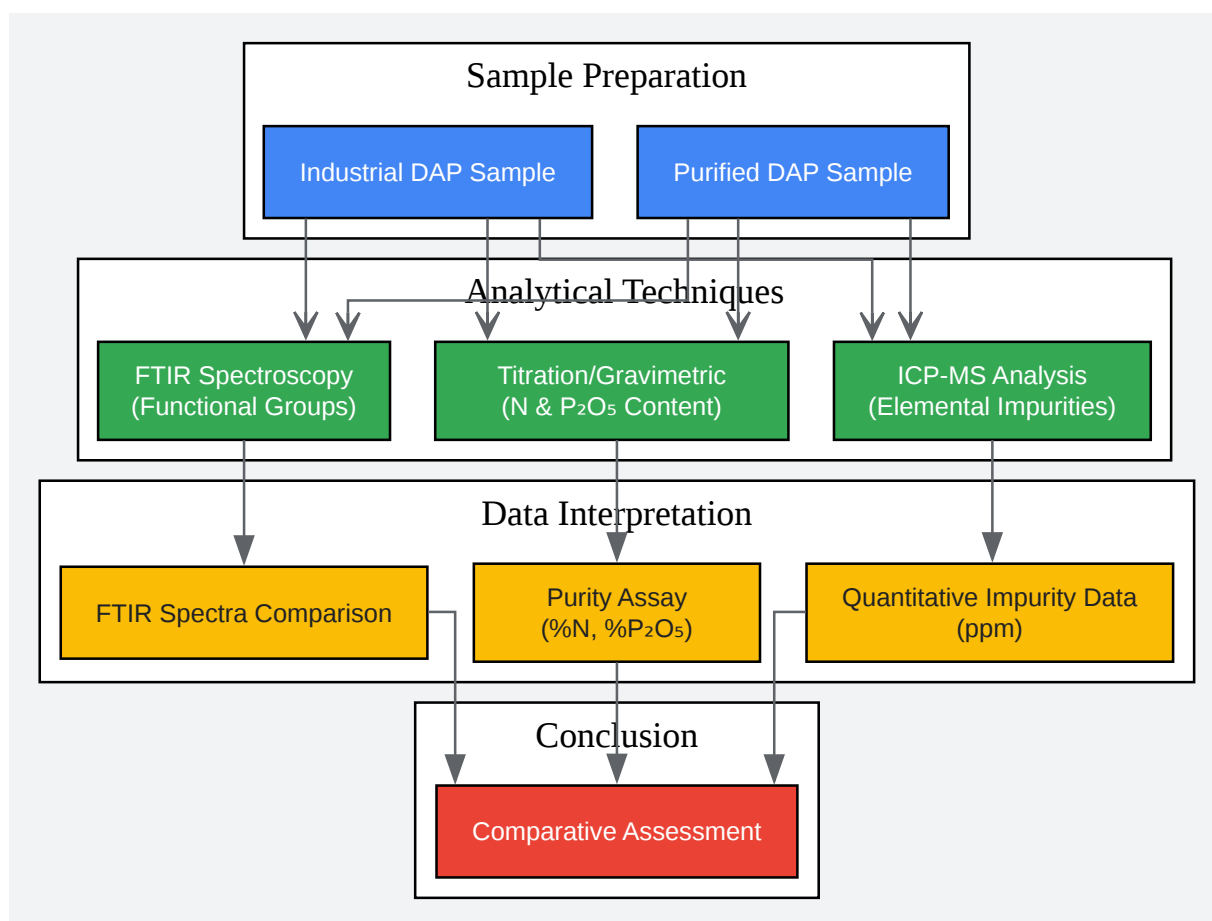 Sample Preparation
Industrial DAP Sample
Purified DAP Sample
Analytical Techniques
FTIR Spectroscopy
(Functional Groups)
Titration/Gravimetric
(N & P₂O₅ Content)
ICP-MS Analysis
(Elemental Impurities)
Data Interpretation
FTIR Spectra Comparison
Purity Assay
(%N, %P₂O₅)
Quantitative Impurity Data
(ppm)
Conclusion
Comparative Assessment